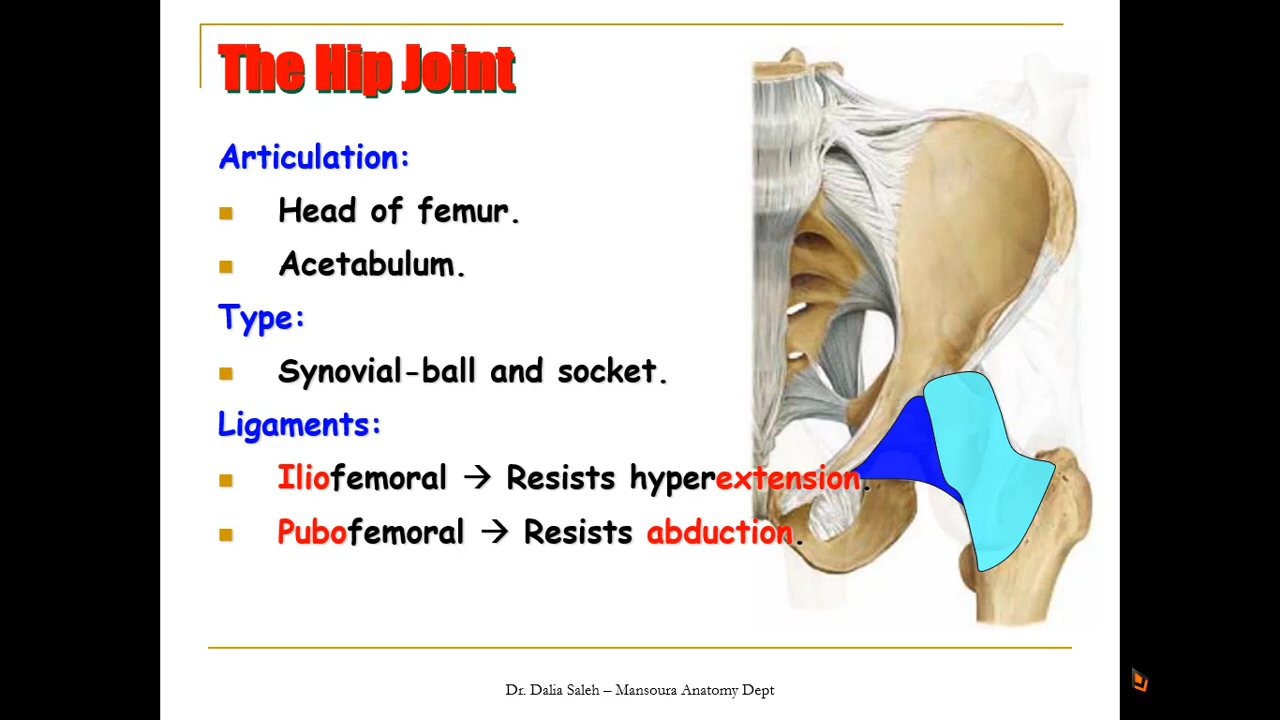 The Hip Joint
Articulation:
Head of femur.
Acetabulum.
Type:
Synovial-ball and socket.
Ligaments:
Iliofemoral → Resists hyperextension.
Pubofemoral → Resists abduction.
Dr. Dalia Saleh – Mansoura Anatomy Dept